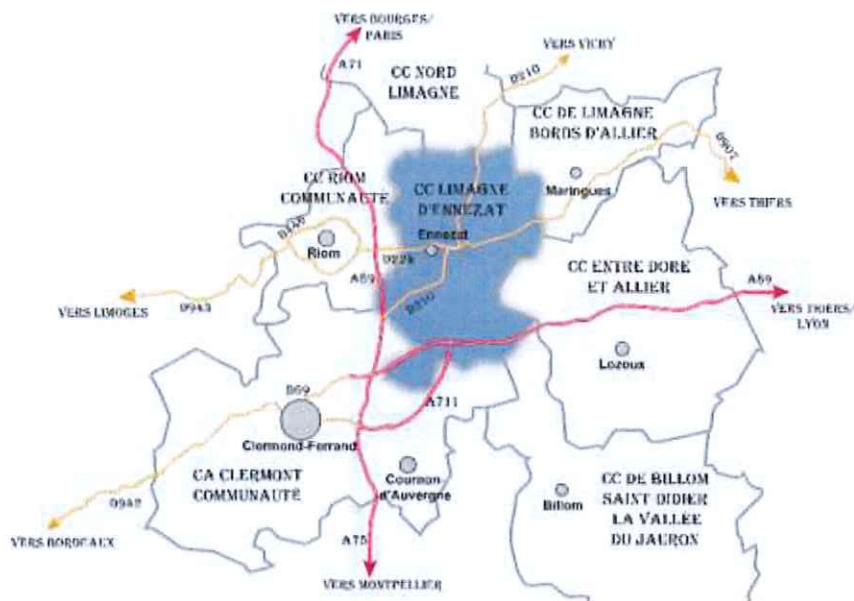 VERS BOURGES/
PARIS
A71
CC NORD
LIMAGNE
D210
VERS VICHY
CC DE LIMAGNE
BORDS D'ALLIER
D907
Maringues
VERS THIERS
CC RIOM
COMMUNAUTÉ
CC LIMAGNE
D'ENNEZAT
D446
Riom
Ennezat
D224
A89
D210
D943
VERS LIMOGES
CC ENTRE DORE
ET ALLIER
A89
VERS THIERS/
LYON
Lezoux
B69
A711
Clermond-Ferrand
CA CLERMONT
COMMUNAUTÉ
Cournon
d'Auvergne
CC DE BILLOM
SAINT DIDIER
LA VALLÉE
DU JAURON
Billom
D942
VERS BORDEAUX
A75
VERS MONTPELLIER